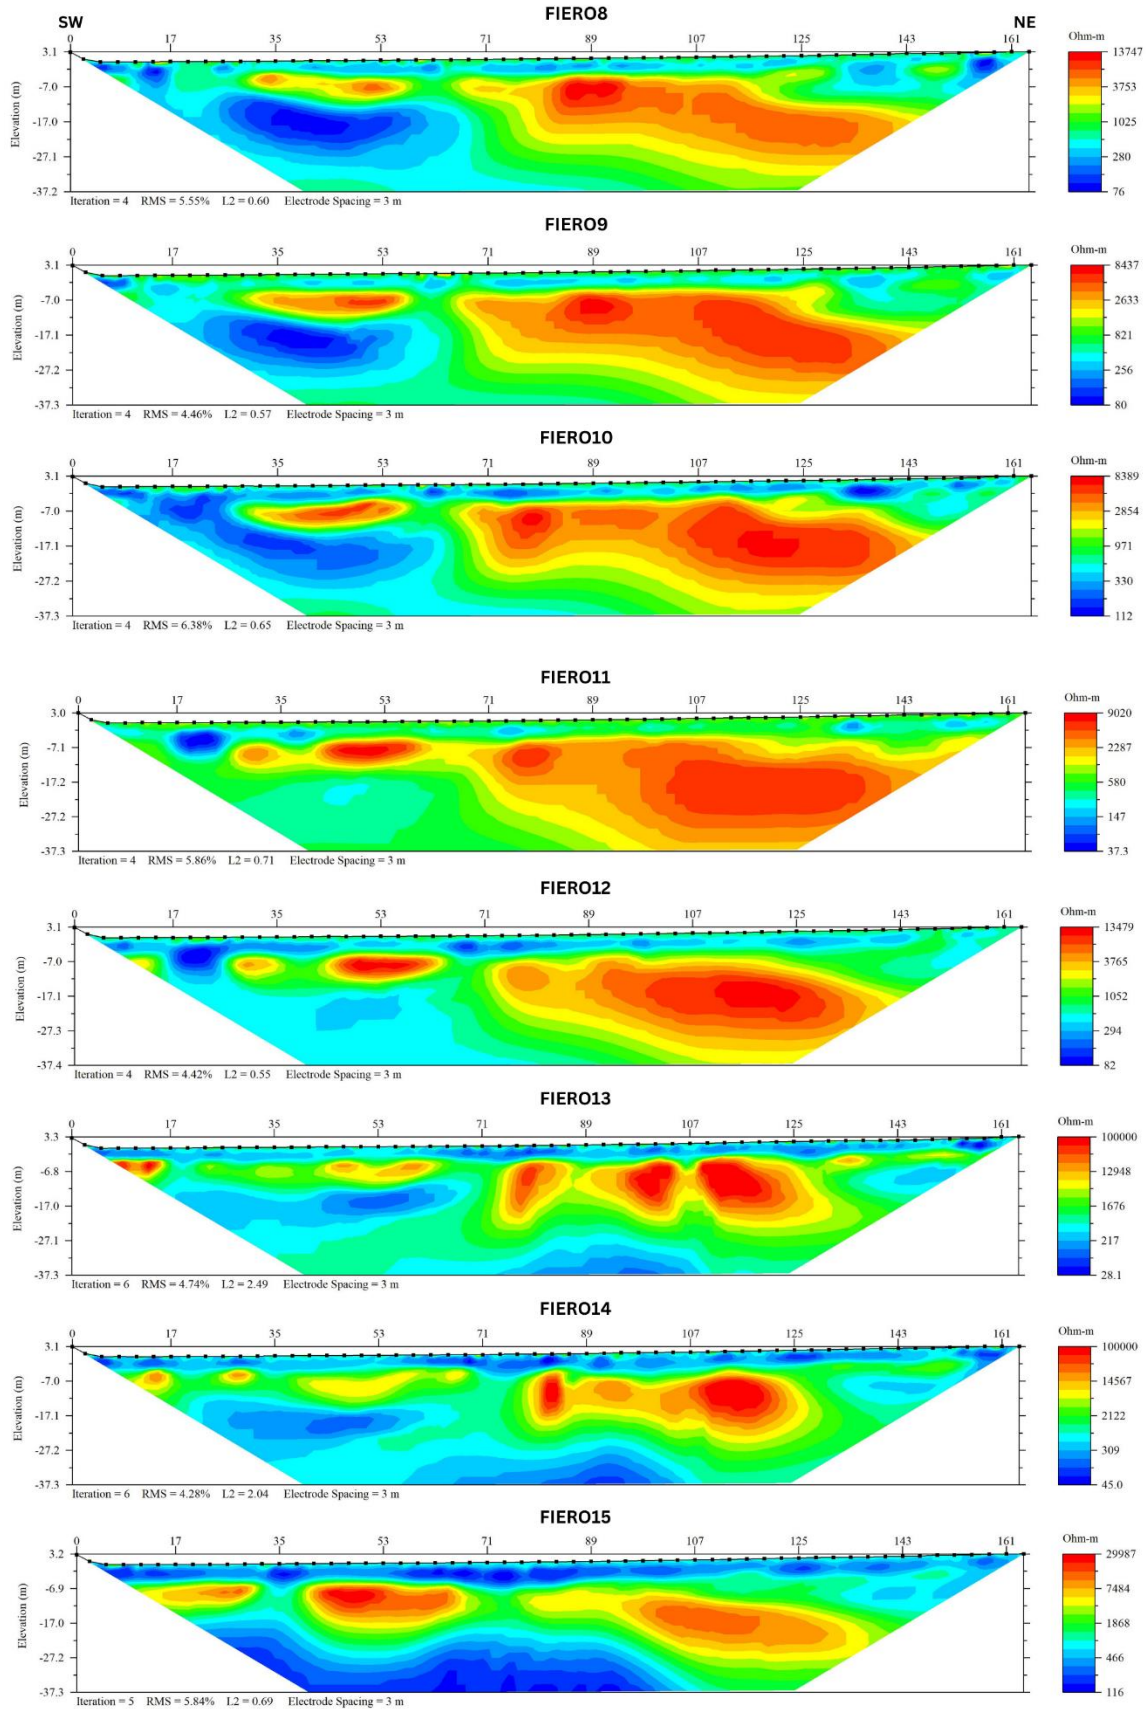 FIERO8
SW NE
0 17 35 53 71 89 107 125 143 161
Ohm-m
Elevation (m)
3.1 13747
-7.0 3753
-17.0 1025
-27.1 280
-37.2 76
Iteration = 4 RMS = 5.55% L2 = 0.60 Electrode Spacing = 3 m
FIERO9
0 17 35 53 71 89 107 125 143 161
Ohm-m
Elevation (m)
3.1 8437
-7.0 2633
-17.1 821
-27.2 256
-37.3 80
Iteration = 4 RMS = 4.46% L2 = 0.57 Electrode Spacing = 3 m
FIERO10
0 17 35 53 71 89 107 125 143 161
Ohm-m
Elevation (m)
3.1 8389
-7.0 2854
-17.1 971
-27.2 330
-37.3 112
Iteration = 4 RMS = 6.38% L2 = 0.65 Electrode Spacing = 3 m
FIERO11
0 17 35 53 71 89 107 125 143 161
Ohm-m
Elevation (m)
3.0 9020
-7.1 2287
-17.2 580
-27.2 147
-37.3 37.3
Iteration = 4 RMS = 5.86% L2 = 0.71 Electrode Spacing = 3 m
FIERO12
0 17 35 53 71 89 107 125 143 161
Ohm-m
Elevation (m)
3.1 13479
-7.0 3765
-17.1 1052
-27.3 294
-37.4 82
Iteration = 4 RMS = 4.42% L2 = 0.55 Electrode Spacing = 3 m
FIERO13
0 17 35 53 71 89 107 125 143 161
Ohm-m
Elevation (m)
3.3 100000
-6.8 12948
-17.0 1676
-27.1 217
-37.3 28.1
Iteration = 6 RMS = 4.74% L2 = 2.49 Electrode Spacing = 3 m
FIERO14
0 17 35 53 71 89 107 125 143 161
Ohm-m
Elevation (m)
3.1 100000
-7.0 14567
-17.1 2122
-27.2 309
-37.3 45.0
Iteration = 6 RMS = 4.28% L2 = 2.04 Electrode Spacing = 3 m
FIERO15
0 17 35 53 71 89 107 125 143 161
Ohm-m
Elevation (m)
3.2 29987
-6.9 7484
-17.0 1868
-27.2 466
-37.3 116
Iteration = 5 RMS = 5.84% L2 = 0.69 Electrode Spacing = 3 m